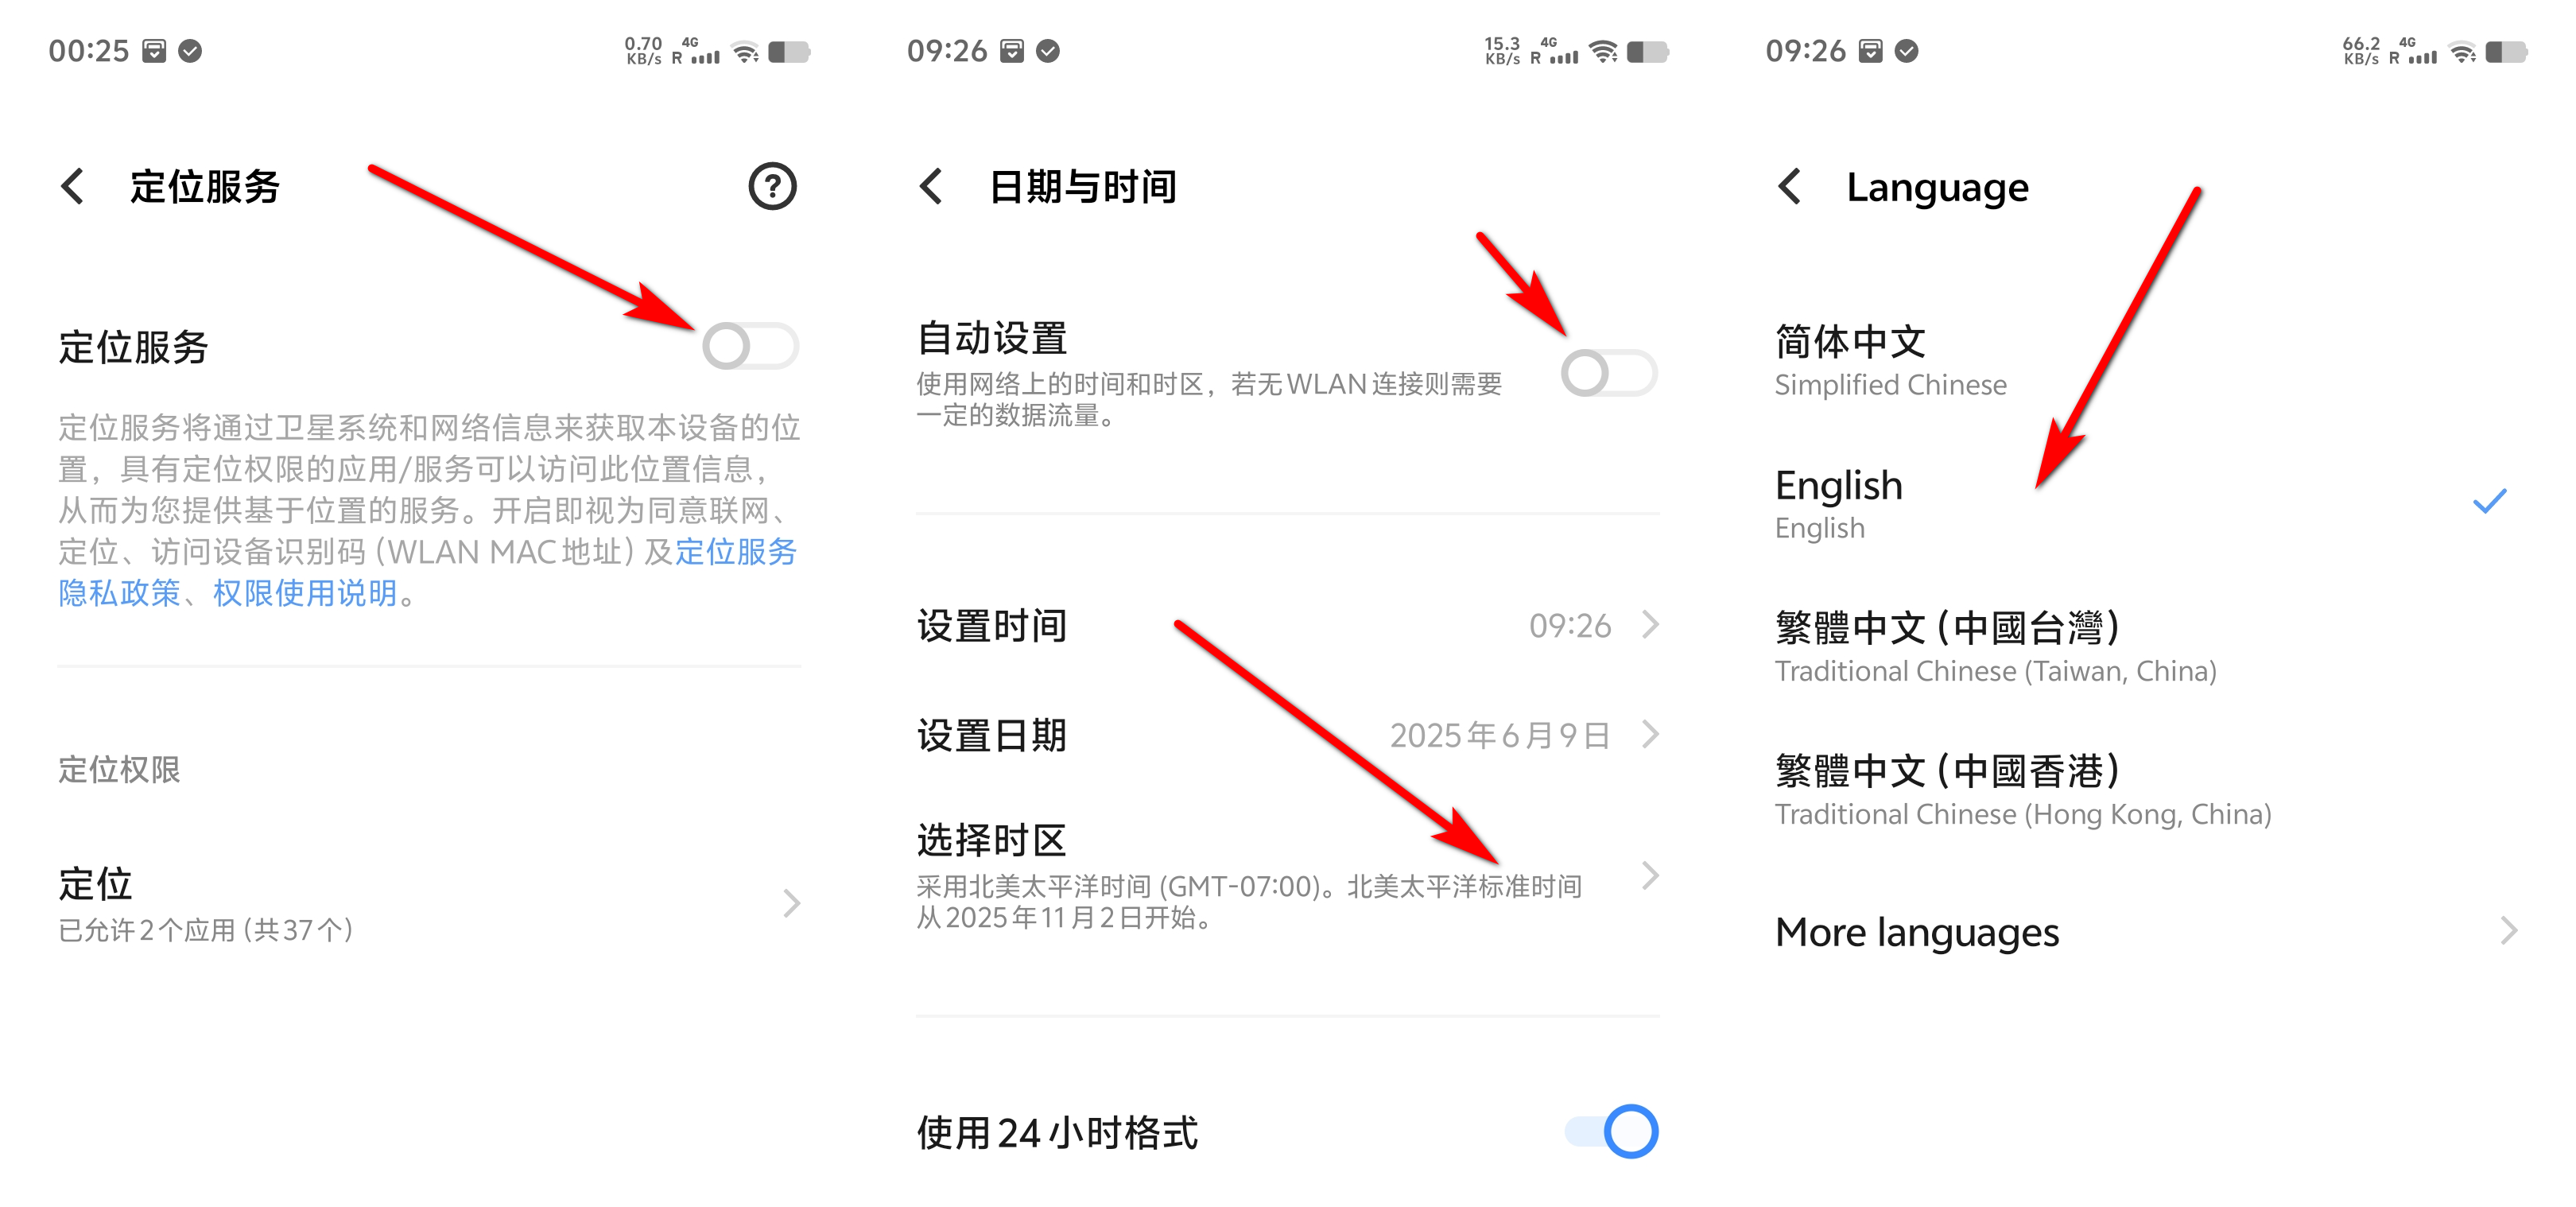 00:25
0.70 KB/s R 4G
定位服务
定位服务
定位服务将通过卫星系统和网络信息来获取本设备的位
置，具有定位权限的应用/服务可以访问此位置信息，
从而为您提供基于位置的服务。开启即视为同意联网、
定位、访问设备识别码（WLAN MAC地址）及定位服务
隐私政策、权限使用说明。
定位权限
定位
已允许2个应用（共37个）
09:26
15.3 KB/s R 4G
日期与时间
自动设置
使用网络上的时间和时区，若无WLAN连接则需要
一定的数据流量。
设置时间 09:26
设置日期 2025年6月9日
选择时区
采用北美太平洋时间 (GMT-07:00)。北美太平洋标准时间
从2025年11月2日开始。
使用24小时格式
09:26
66.2 KB/s R 4G
Language
简体中文
Simplified Chinese
English
English
繁體中文（中國台灣）
Traditional Chinese (Taiwan, China)
繁體中文（中國香港）
Traditional Chinese (Hong Kong, China)
More languages